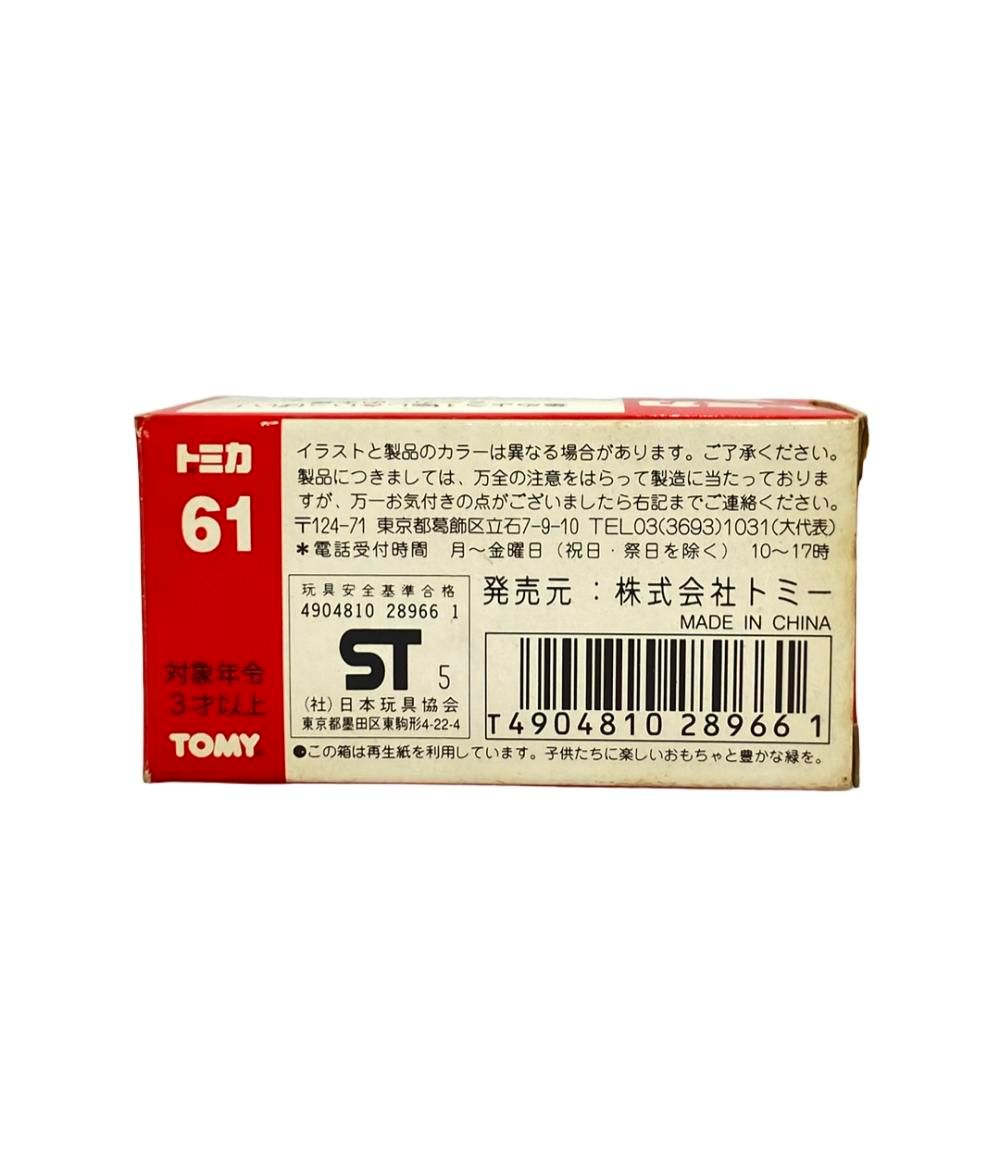 トミカ
61
対象年令
3才以上
TOMY
イラストと製品のカラーは異なる場合があります。ご了承ください。
製品につきましては、万全の注意をはらって製造に当たっておりま
すが、万一お気付きの点がございましたら右記までご連絡ください。
〒124-71 東京都葛飾区立石7-9-10 TEL03(3693)1031(大代表)
＊電話受付時間 月～金曜日（祝日・祭日を除く） 10～17時
玩具安全基準合格
4904810 28966 1
ST 5
(社)日本玩具協会
東京都墨田区東駒形4-22-4
発売元：株式会社トミー
MADE IN CHINA
T4904810 28966 1
●この箱は再生紙を利用しています。子供たちに楽しいおもちゃと豊かな緑を。